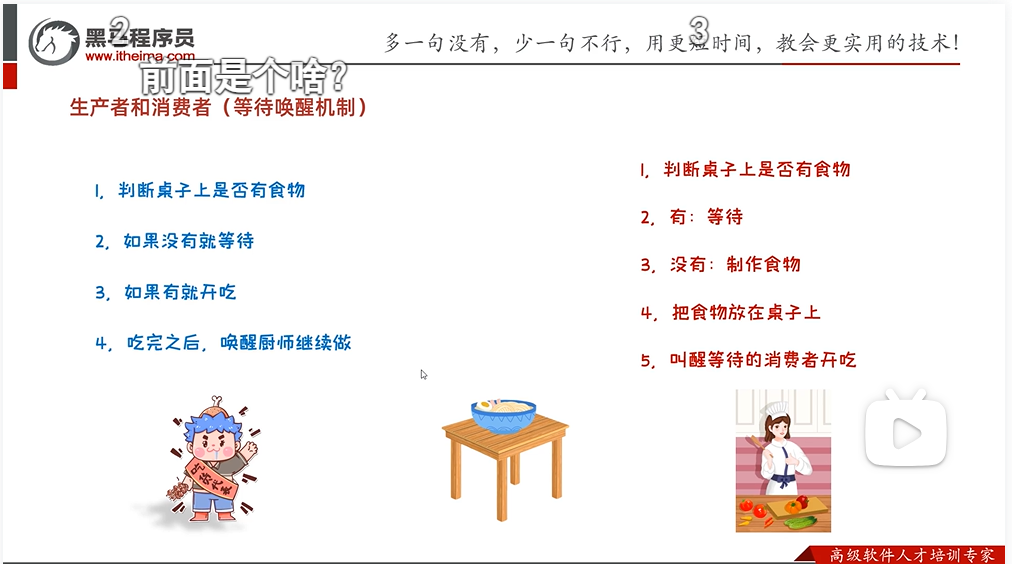 黑马程序员
www.itheima.com
多一句没有，少一句不行，用更短时间，教会更实用的技术！
2
3
前面是个啥？
生产者和消费者（等待唤醒机制）
1，判断桌子上是否有食物
2，如果没有就等待
3，如果有就开吃
4，吃完之后，唤醒厨师继续做
1，判断桌子上是否有食物
2，有：等待
3，没有：制作食物
4，把食物放在桌子上
5，叫醒等待的消费者开吃
吃货代表
高级软件人才培训专家